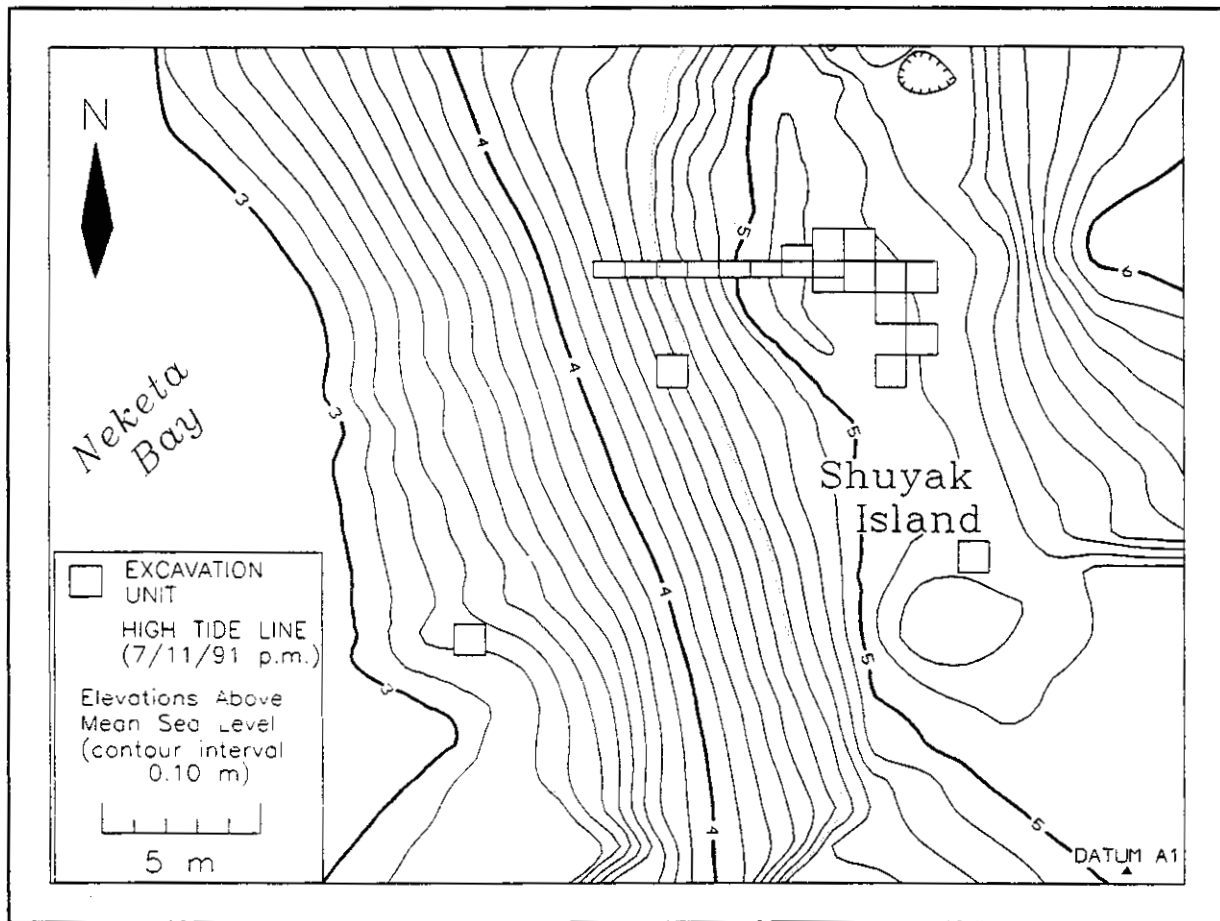 N
4
5
3
6
4
3
5
Neketa
Bay
Shuyak
Island
EXCAVATION
UNIT
HIGH TIDE LINE
(7/11/91 p.m.)
Elevations Above
Mean Sea Level
(contour interval
0.10 m)
5 m
4
5
3
4
5
DATUM A1